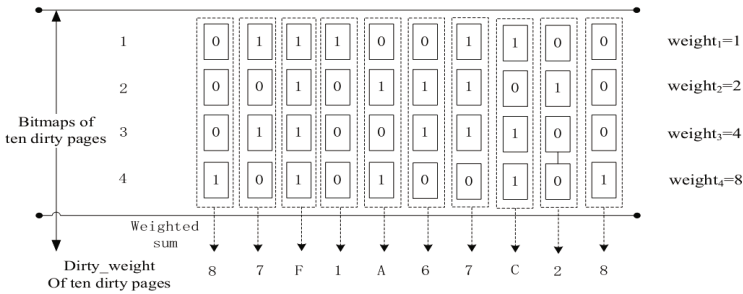 1 0 1 1 1 0 0 1 1 0 0 weight₁=1
2 0 0 1 0 1 1 1 0 1 0 weight₂=2
Bitmaps of
ten dirty pages
3 0 1 1 0 0 1 1 1 0 0 weight₃=4
4 1 0 1 0 1 0 0 1 0 1 weight₄=8
Weighted
sum
Dirty_weight
Of ten dirty pages
8 7 F 1 A 6 7 C 2 8